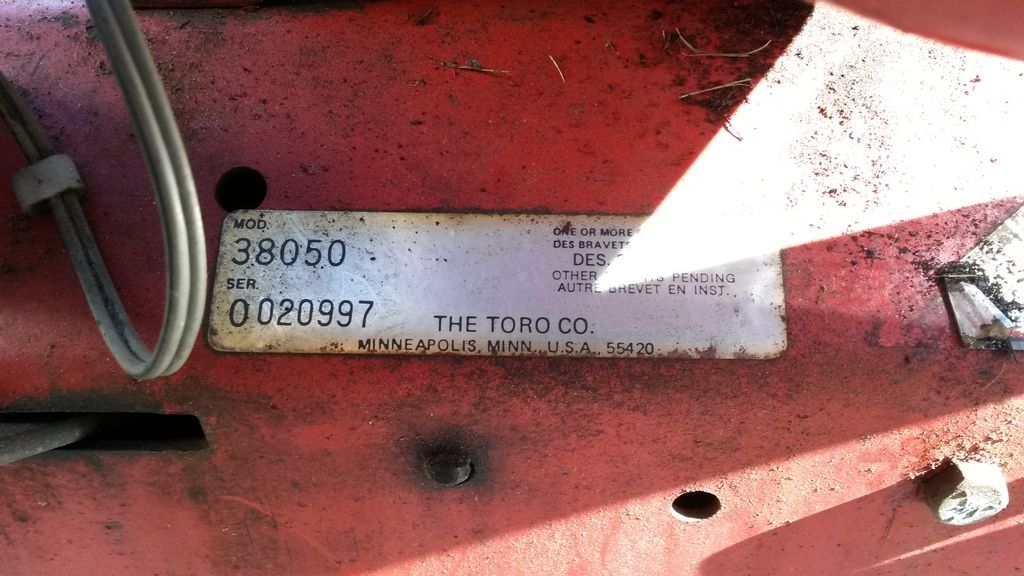 MOD.
38050
SER.
0020997
ONE OR MORE
DES BRAVETS
DES
OTHER PENDING
AUTRE BREVET EN INST.
THE TORO CO.
MINNEAPOLIS, MINN., U.S.A., 55420